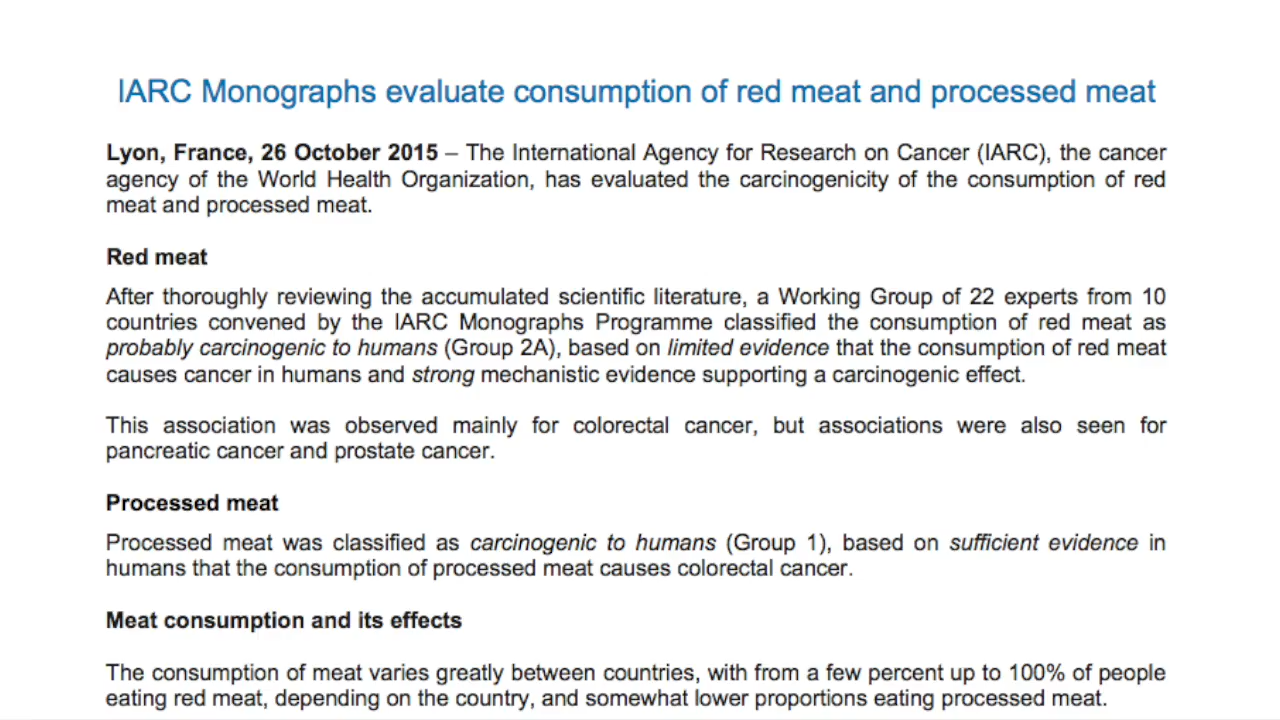 IARC Monographs evaluate consumption of red meat and processed meat
Lyon, France, 26 October 2015 – The International Agency for Research on Cancer (IARC), the cancer
agency of the World Health Organization, has evaluated the carcinogenicity of the consumption of red
meat and processed meat.
Red meat
After thoroughly reviewing the accumulated scientific literature, a Working Group of 22 experts from 10
countries convened by the IARC Monographs Programme classified the consumption of red meat as
probably carcinogenic to humans (Group 2A), based on limited evidence that the consumption of red meat
causes cancer in humans and strong mechanistic evidence supporting a carcinogenic effect.
This association was observed mainly for colorectal cancer, but associations were also seen for
pancreatic cancer and prostate cancer.
Processed meat
Processed meat was classified as carcinogenic to humans (Group 1), based on sufficient evidence in
humans that the consumption of processed meat causes colorectal cancer.
Meat consumption and its effects
The consumption of meat varies greatly between countries, with from a few percent up to 100% of people
eating red meat, depending on the country, and somewhat lower proportions eating processed meat.